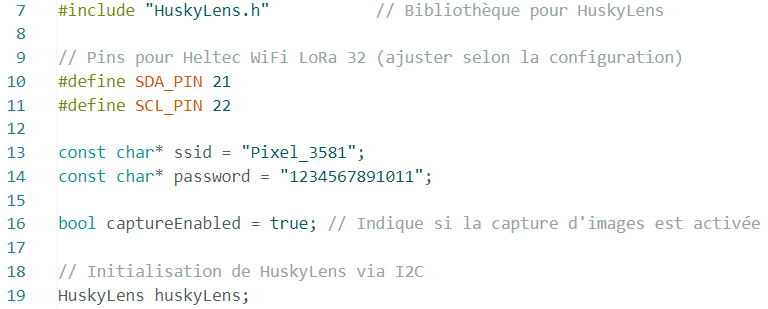 7 #include "HuskyLens.h" // Bibliothèque pour HuskyLens
8
9 // Pins pour Heltec WiFi LoRa 32 (ajuster selon la configuration)
10 #define SDA_PIN 21
11 #define SCL_PIN 22
12
13 const char* ssid = "Pixel_3581";
14 const char* password = "1234567891011";
15
16 bool captureEnabled = true; // Indique si la capture d'images est activée
17
18 // Initialisation de HuskyLens via I2C
19 HuskyLens huskyLens;